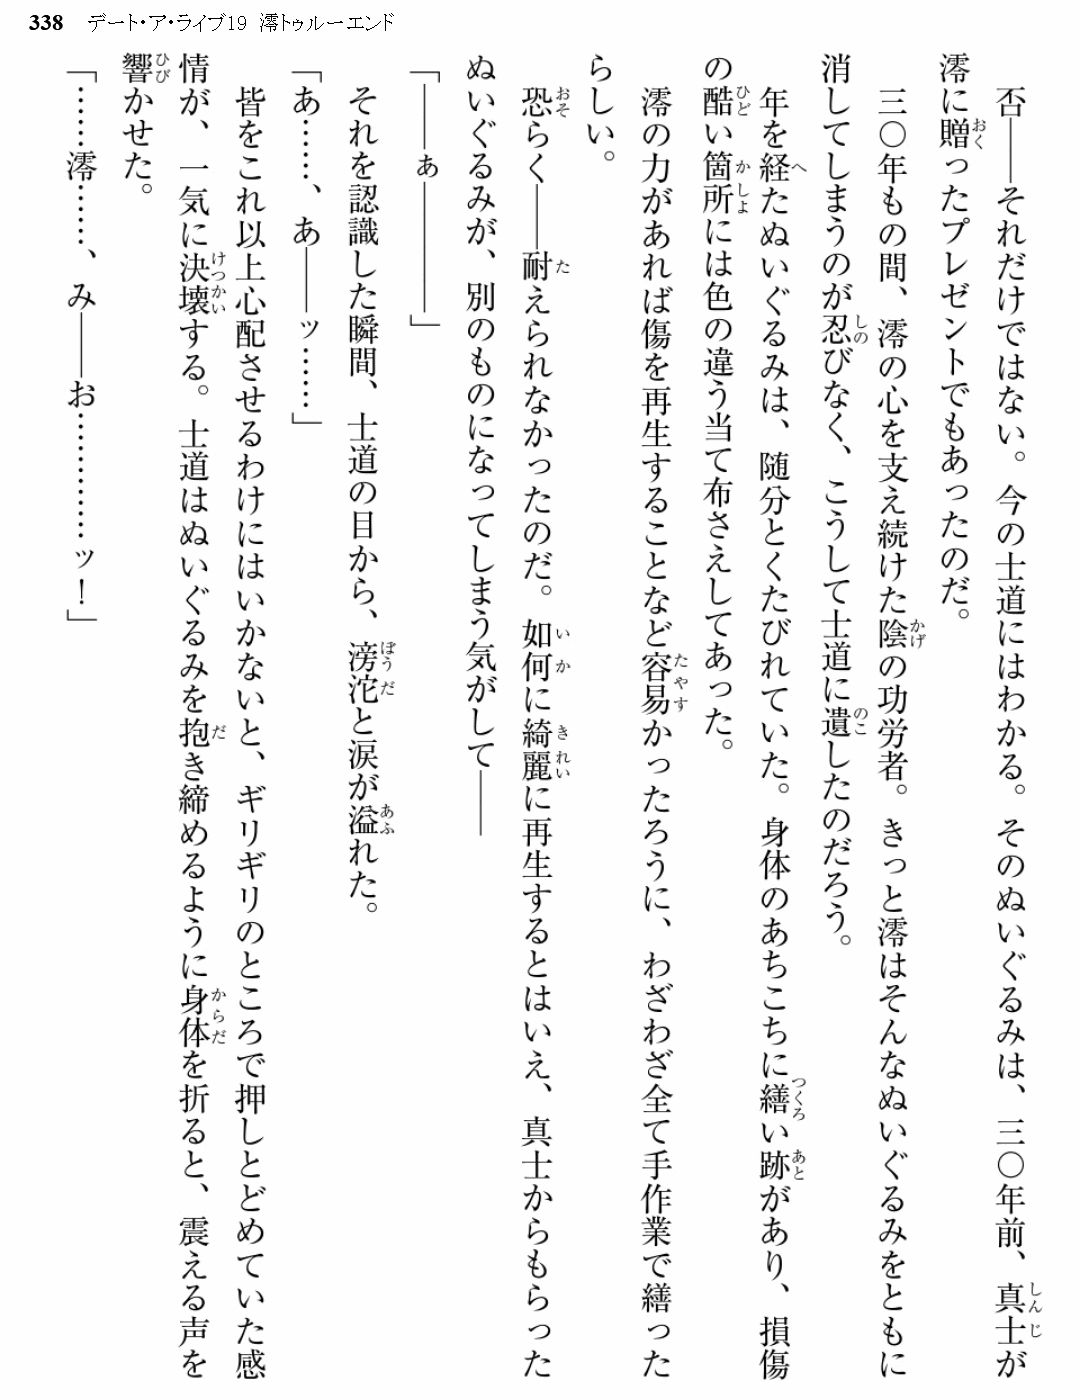 338 デート・ア・ライブ19 澪トゥルーエンド
否――それだけではない。今の士道にはわかる。そのぬいぐるみは、三〇年前、真士が
澪に贈ったプレゼントでもあったのだ。
三〇年もの間、澪の心を支え続けた陰の功労者。きっと澪はそんなぬいぐるみをともに
消してしまうのが忍びなく、こうして士道に遺したのだろう。
年を経たぬいぐるみは、随分とくたびれていた。身体のあちこちに繕い跡があり、損傷
の酷い箇所には色の違う当て布さえしてあった。
澪の力があれば傷を再生することなど容易かったろうに、わざわざ全て手作業で繕った
らしい。
恐らく――耐えられなかったのだ。如何に綺麗に再生するとはいえ、真士からもらった
ぬいぐるみが、別のものになってしまう気がして――
「――ぁ――――」
それを認識した瞬間、士道の目から、滂沱と涙が溢れた。
「あ……、あ――ッ……」
皆をこれ以上心配させるわけにはいかないと、ギリギリのところで押しとどめていた感
情が、一気に決壊する。士道はぬいぐるみを抱き締めるように身体を折ると、震える声を
響かせた。
「……澪……、み――お…………ッ！」